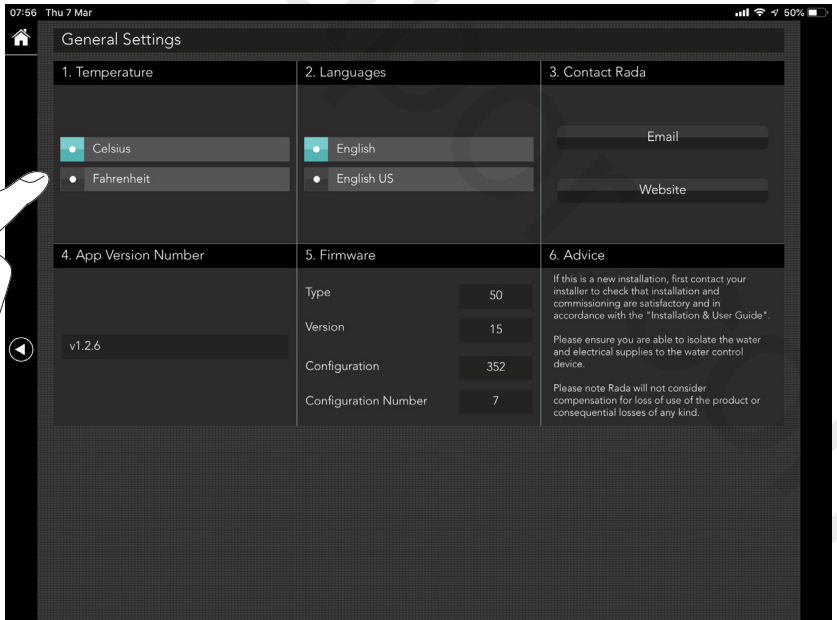 07:56 Thu 7 Mar
50%
General Settings
1. Temperature
Celsius
Fahrenheit
2. Languages
English
English US
3. Contact Rada
Email
Website
4. App Version Number
v1.2.6
5. Firmware
Type 50
Version 15
Configuration 352
Configuration Number 7
6. Advice
If this is a new installation, first contact your
installer to check that installation and
commissioning are satisfactory and in
accordance with the "Installation & User Guide".
Please ensure you are able to isolate the water
and electrical supplies to the water control
device.
Please note Rada will not consider
compensation for loss of use of the product or
consequential losses of any kind.